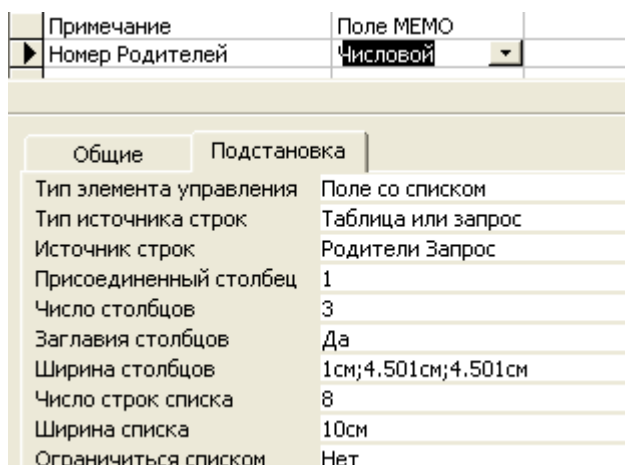 Примечание Поле МЕМО
Номер Родителей Числовой
Общие Подстановка
Тип элемента управления Поле со списком
Тип источника строк Таблица или запрос
Источник строк Родители Запрос
Присоединенный столбец 1
Число столбцов 3
Заглавия столбцов Да
Ширина столбцов 1см;4.501см;4.501см
Число строк списка 8
Ширина списка 10см
Ограничиться списком Нет